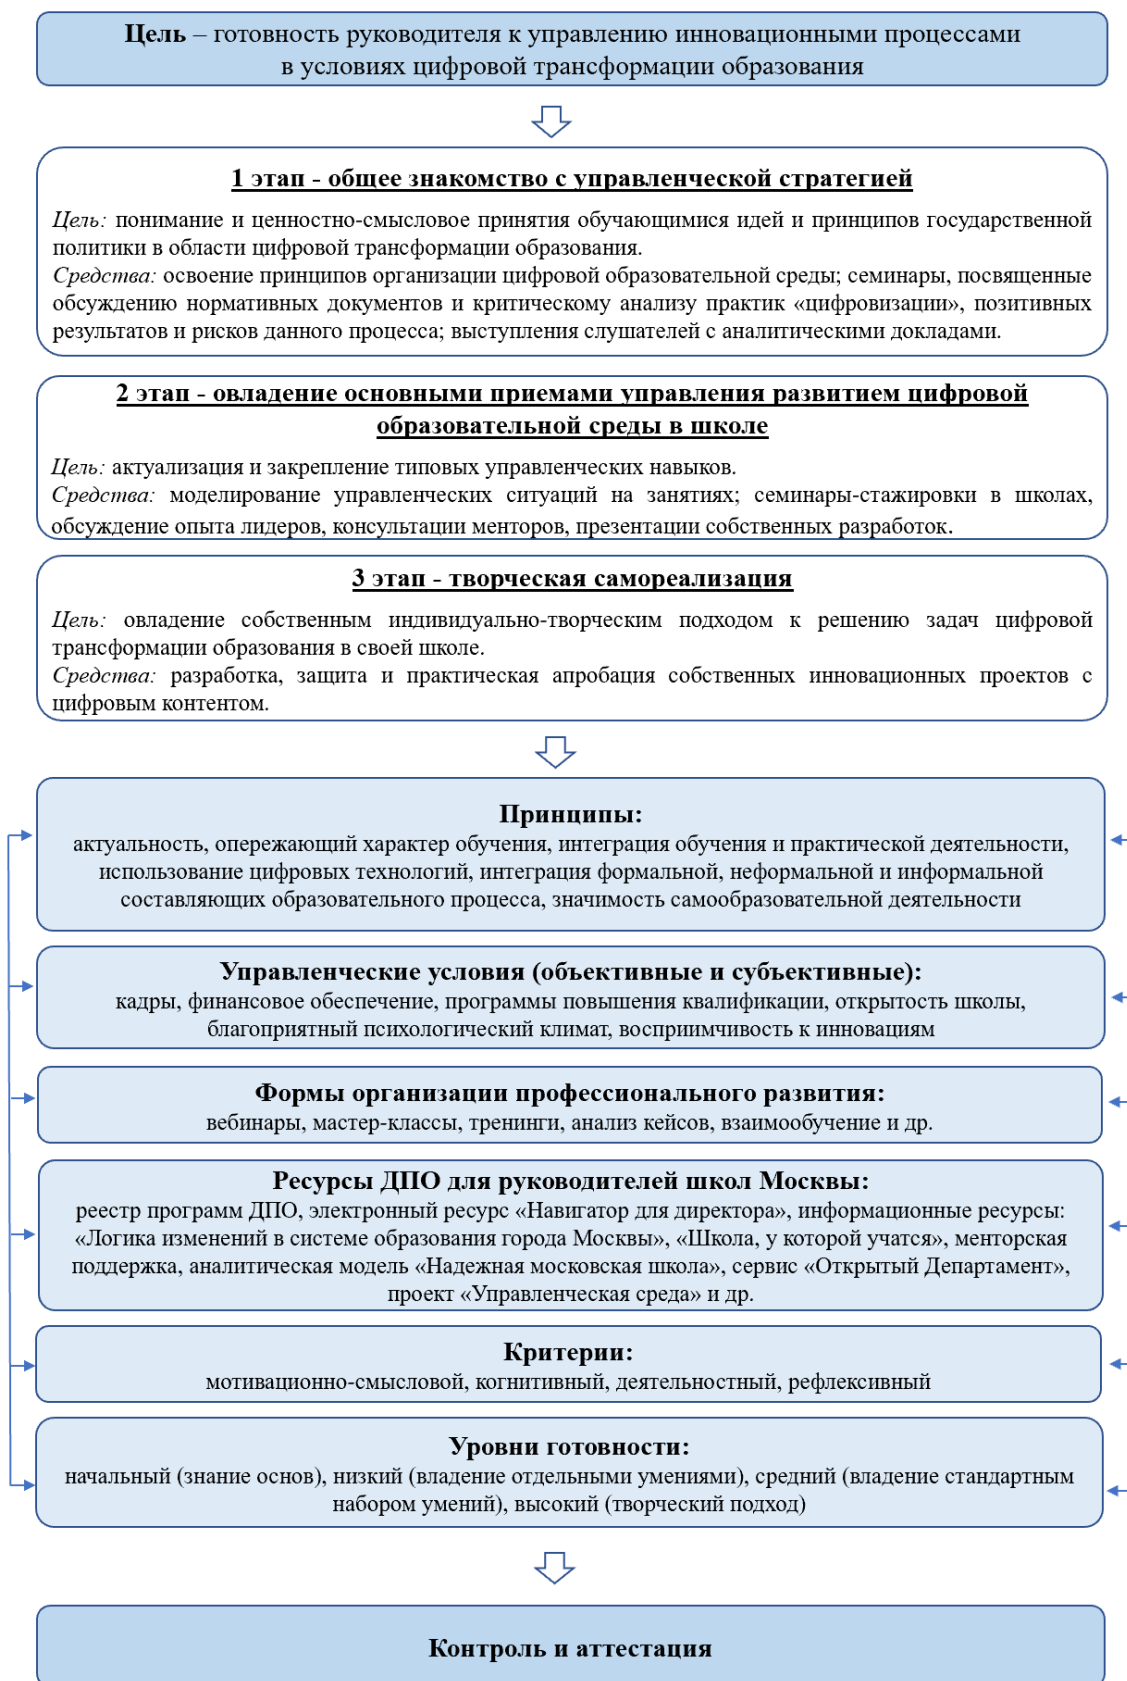 Цель – готовность руководителя к управлению инновационными процессами
в условиях цифровой трансформации образования
1 этап - общее знакомство с управленческой стратегией
Цель: понимание и ценностно-смысловое принятия обучающимися идей и принципов государственной
политики в области цифровой трансформации образования.
Средства: освоение принципов организации цифровой образовательной среды; семинары, посвященные
обсуждению нормативных документов и критическому анализу практик «цифровизации», позитивных
результатов и рисков данного процесса; выступления слушателей с аналитическими докладами.
2 этап - овладение основными приемами управления развитием цифровой
образовательной среды в школе
Цель: актуализация и закрепление типовых управленческих навыков.
Средства: моделирование управленческих ситуаций на занятиях; семинары-стажировки в школах,
обсуждение опыта лидеров, консультации менторов, презентации собственных разработок.
3 этап - творческая самореализация
Цель: овладение собственным индивидуально-творческим подходом к решению задач цифровой
трансформации образования в своей школе.
Средства: разработка, защита и практическая апробация собственных инновационных проектов с
цифровым контентом.
Принципы:
актуальность, опережающий характер обучения, интеграция обучения и практической деятельности,
использование цифровых технологий, интеграция формальной, неформальной и информальной
составляющих образовательного процесса, значимость самообразовательной деятельности
Управленческие условия (объективные и субъективные):
кадры, финансовое обеспечение, программы повышения квалификации, открытость школы,
благоприятный психологический климат, восприимчивость к инновациям
Формы организации профессионального развития:
вебинары, мастер-классы, тренинги, анализ кейсов, взаимообучение и др.
Ресурсы ДПО для руководителей школ Москвы:
реестр программ ДПО, электронный ресурс «Навигатор для директора», информационные ресурсы:
«Логика изменений в системе образования города Москвы», «Школа, у которой учатся», менторская
поддержка, аналитическая модель «Надежная московская школа», сервис «Открытый Департамент»,
проект «Управленческая среда» и др.
Критерии:
мотивационно-смысловой, когнитивный, деятельностный, рефлексивный
Уровни готовности:
начальный (знание основ), низкий (владение отдельными умениями), средний (владение стандартным
набором умений), высокий (творческий подход)
Контроль и аттестация